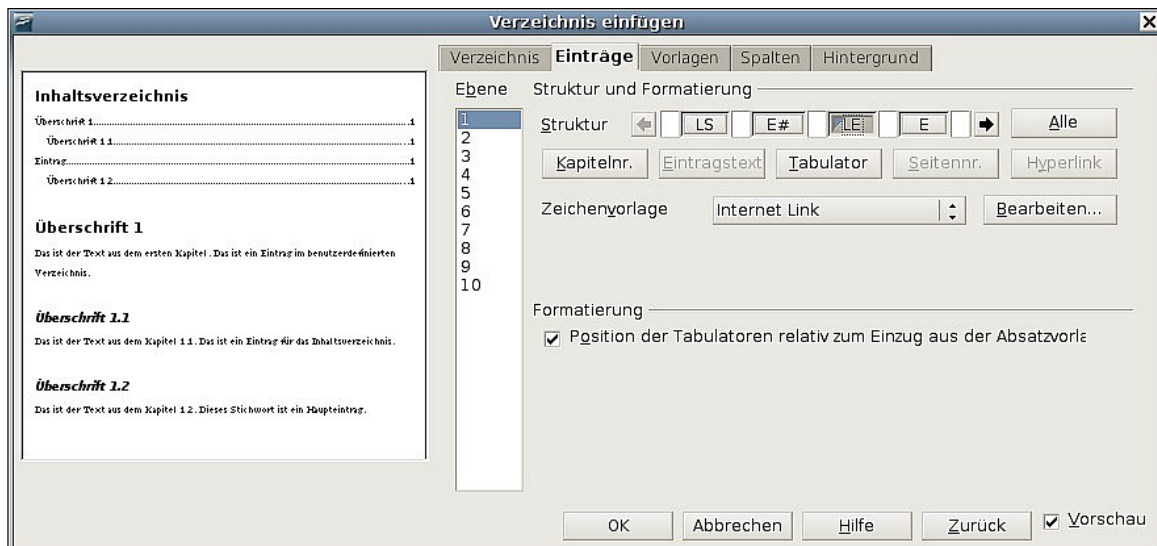 Verzeichnis einfügen
Verzeichnis Einträge Vorlagen Spalten Hintergrund
Inhaltsverzeichnis
Überschrift 1.......................................................................................1
Überschrift 1.1...................................................................................1
Eintrag................................................................................................1
Überschrift 1.2...................................................................................1
Überschrift 1
Das ist der Text aus dem ersten Kapitel. Das ist ein Eintrag im benutzerdefinierten
Verzeichnis.
Überschrift 1.1
Das ist der Text aus dem Kapitel 1.1. Das ist ein Eintrag für das Inhaltsverzeichnis.
Überschrift 1.2
Das ist der Text aus dem Kapitel 1.2. Dieses Stichwort ist ein Haupteintrag.
Ebene
1
2
3
4
5
6
7
8
9
10
Struktur und Formatierung
Struktur LS E# LE E Alle
Kapitelnr. Eintragstext Tabulator Seitennr. Hyperlink
Zeichenvorlage Internet Link Bearbeiten...
Formatierung
Position der Tabulatoren relativ zum Einzug aus der Absatzvorla
OK Abbrechen Hilfe Zurück Vorschau